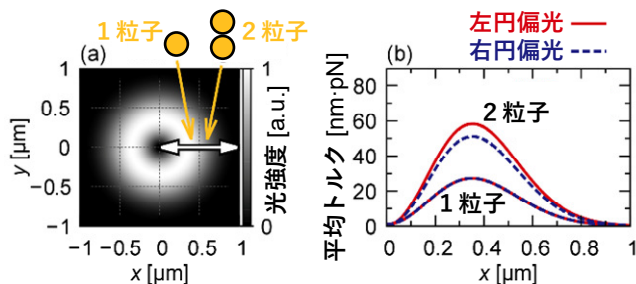 1粒子
2粒子
(a)
1
0.5
0
−0.5
−1
y [µm]
−1
−0.5
0
0.5
1
x [µm]
1
0
光強度 [a.u.]
左円偏光
右円偏光
(b)
80
60
40
20
0
平均トルク [nm·pN]
2粒子
1粒子
0
0.2
0.4
0.6
0.8
1
x [µm]